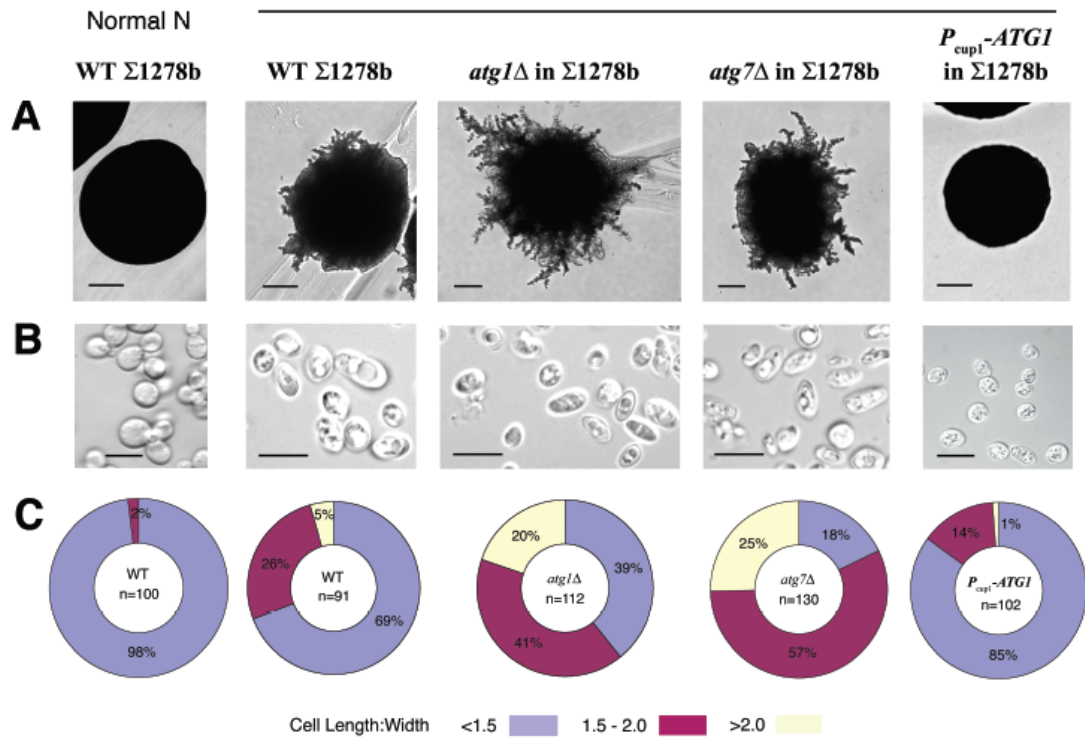 Normal N
WT Σ1278b
WT Σ1278b
atg1Δ in Σ1278b
atg7Δ in Σ1278b
Pcup1-ATG1
in Σ1278b
A
B
C
2%
WT
n=100
98%
5%
26%
WT
n=91
69%
20%
39%
atg1Δ
n=112
41%
25%
18%
atg7Δ
n=130
57%
14%
1%
Pcup1-ATG1
n=102
85%
Cell Length:Width <1.5 1.5 - 2.0 >2.0